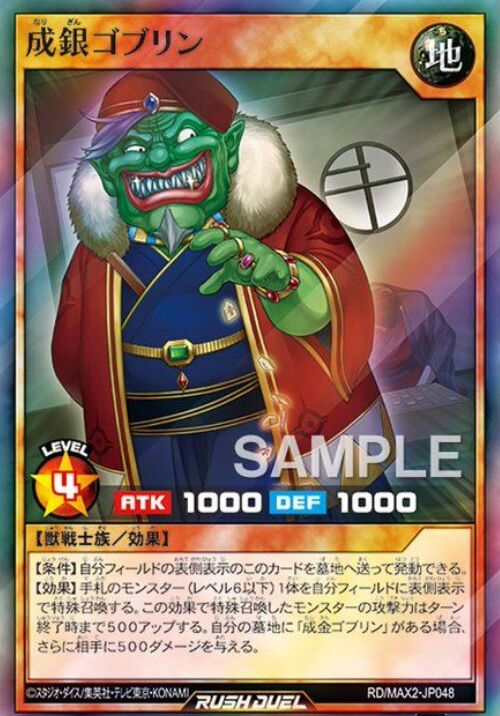 なり ぎん
成銀ゴブリン
地
SAMPLE
LEVEL
4
ATK 1000 DEF 1000
【獣戦士族/効果】
【条件】自分フィールドの表側表示のこのカードを墓地へ送って発動できる。
【効果】手札のモンスター(レベル6以下)1体を自分フィールドに表側表示
で特殊召喚する。この効果で特殊召喚したモンスターの攻撃力はターン
終了時まで500アップする。自分の墓地に「成金ゴブリン」がある場合、
さらに相手に500ダメージを与える。
©スタジオ・ダイス/集英社・テレビ東京・KONAMI
RUSH DUEL
RD/MAX2-JP048